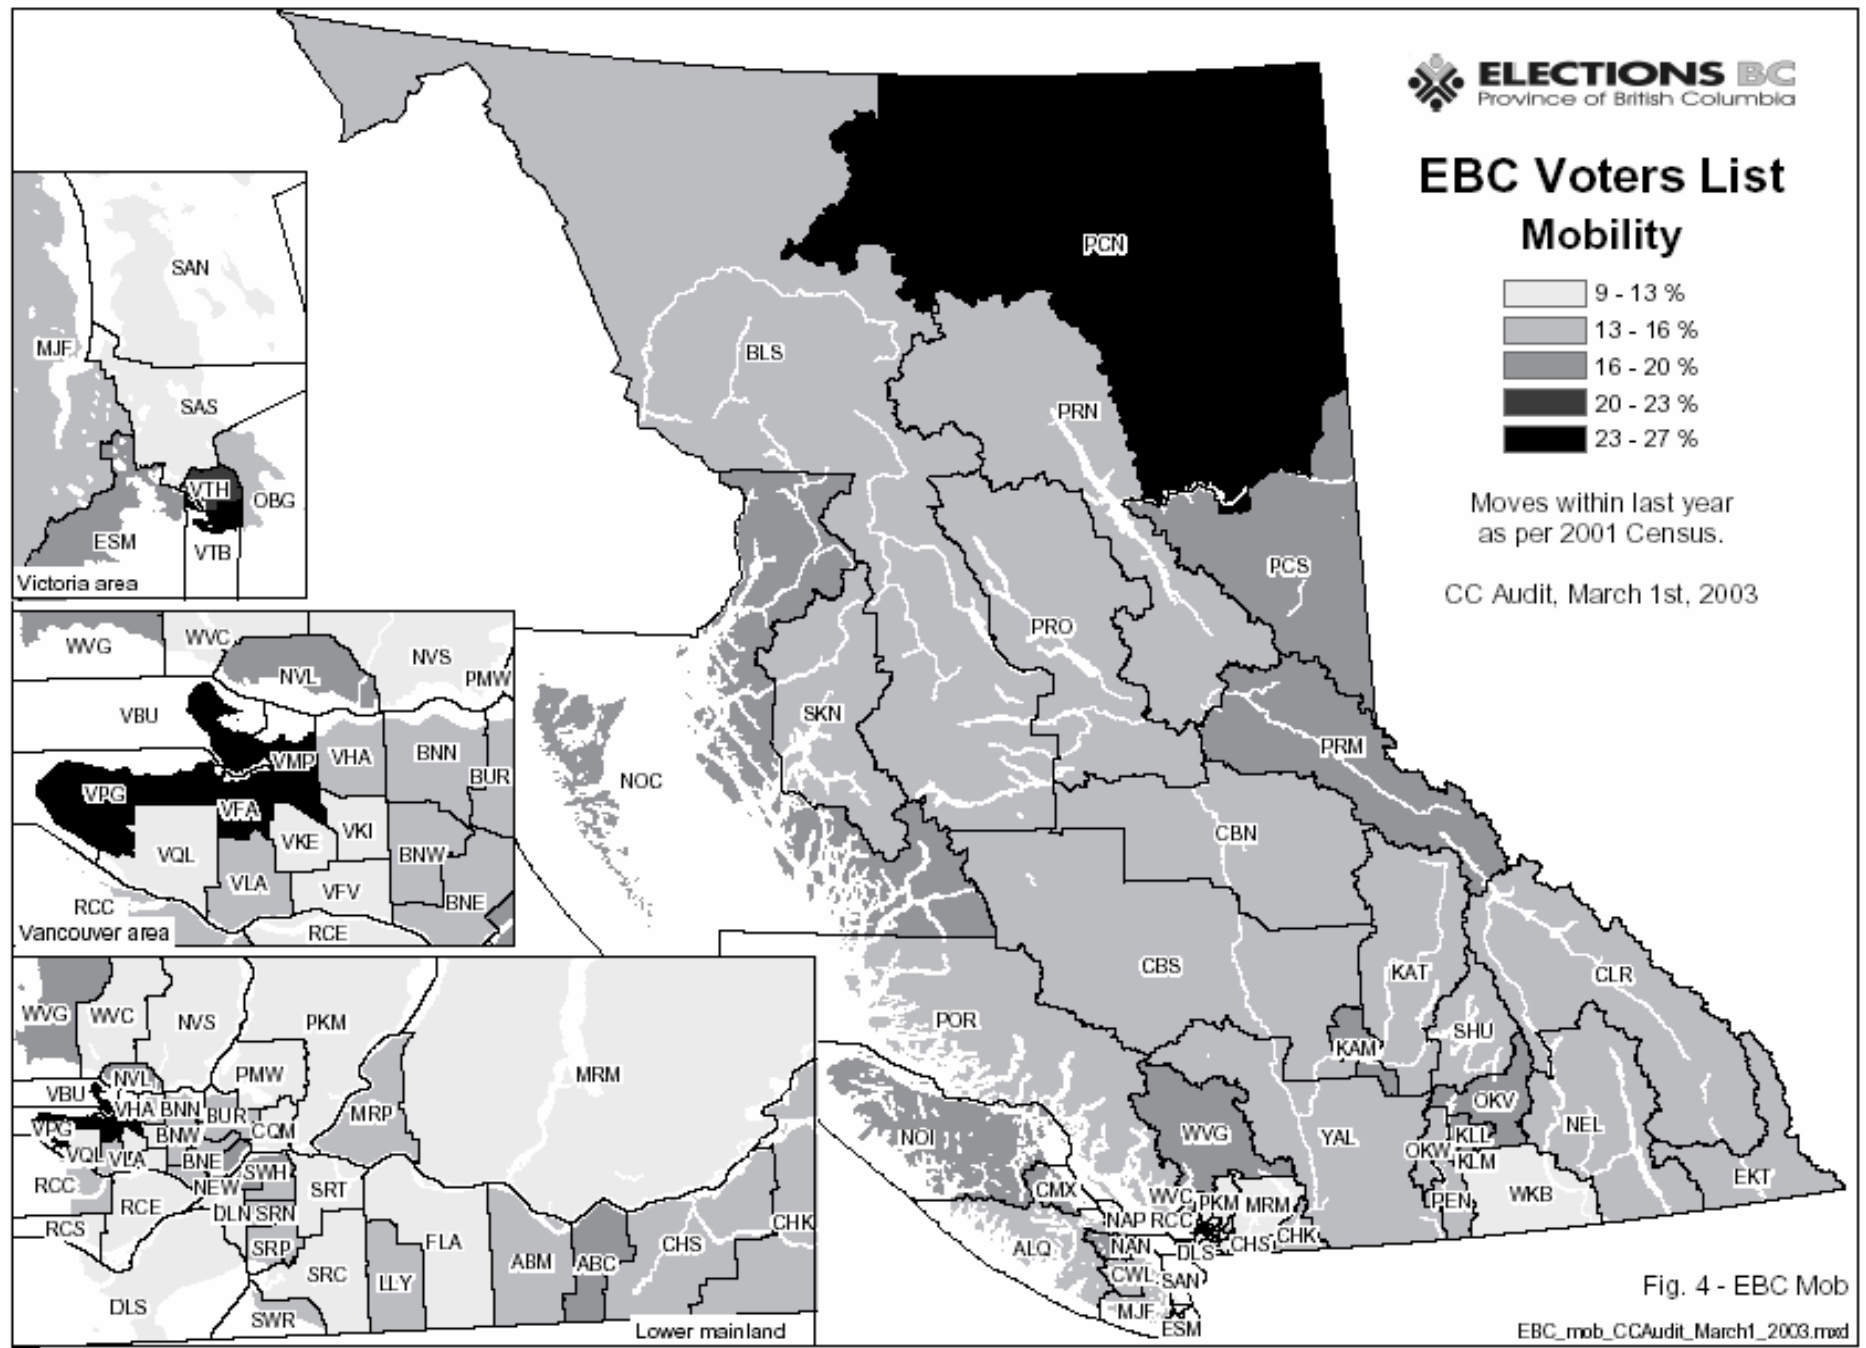 ELECTIONS BC
Province of British Columbia
EBC Voters List
Mobility
9 - 13 %
13 - 16 %
16 - 20 %
20 - 23 %
23 - 27 %
Moves within last year
as per 2001 Census.
CC Audit, March 1st, 2003
PCN
BLS
PRN
PCS
PRO
SKN
NOC
PRM
CBN
CBS
KAT
CLR
POR
SHU
KAM
OKV
NOI
WVG
YAL
NEL
KLL
OKW
KLM
CMX
EKT
PEN
WKB
WVC
PKM
MRM
NAP
RCC
CHK
ALQ
NAN
DLS
CHS
CWL
SAN
MJF
ESM
SAN
MJF
SAS
VTH
OBG
ESM
VTB
Victoria area
WVG
WVC
NVL
NVS
PMW
VBU
VMP
VHA
BNN
BUR
VPG
VFA
VKE
VKI
VQL
BNW
VLA
VFV
BNE
RCC
RCE
Vancouver area
WVG
WVC
NVS
PKM
MRM
NVL
PMW
VBU
VHA
BNN
BUR
MRP
VPG
BNW
CQM
VQL
VLA
BNE
SWH
RCC
NEW
SRT
RCE
DLN
SRN
RCS
CHK
SRP
FLA
CHS
ABM
ABC
SRC
LLY
DLS
SWR
Lower mainland
Fig. 4 - EBC Mob
EBC_mob_CCAudit_March1_2003.mxd